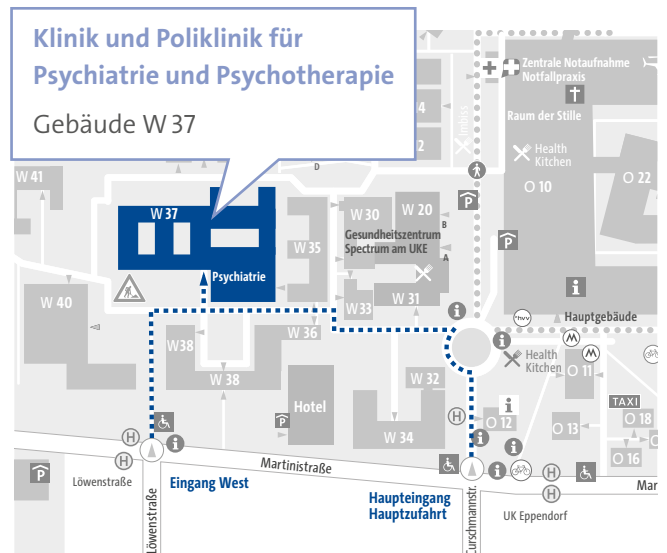 Klinik und Poliklinik für
Psychiatrie und Psychotherapie
Gebäude W 37
Zentrale Notaufnahme
Notfallpraxis
Raum der Stille
Imbiss
Health
Kitchen
O 10
O 22
W 41
D
W 37
W 30
W 20
B
Gesundheitszentrum
Spectrum am UKE
A
W 35
Psychiatrie
W 40
W 33
W 31
P
P
i
hvv
Hauptgebäude
W 36
W38
W 38
i
i
Health
Kitchen
M
M
O 11
W 32
Hotel
P
H
i
O 12
TAXI
O 18
O 13
O 16
W 34
H
i
i
i
H
Martinistraße
P
Löwenstraße
Eingang West
Haupteingang
Hauptzufahrt
i
H
H
Mar
UK Eppendorf
Löwenstraße
Curschmannstr.